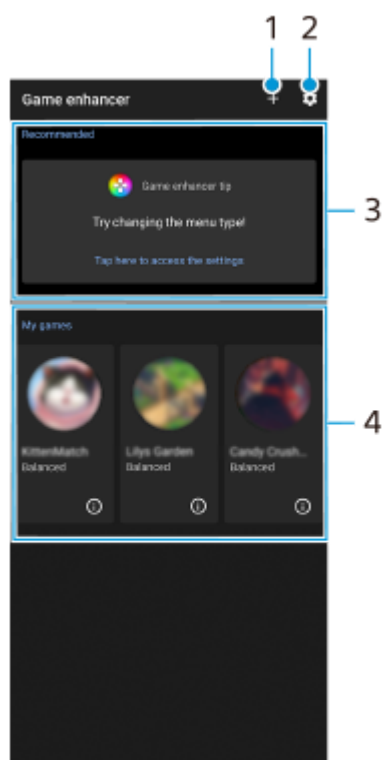 1 2
Game enhancer
Recommended
Game enhancer tip
Try changing the menu type!
Tap here to access the settings.
3
My games
4
KittenMatch Lilys Garden Candy Crush...
Balanced Balanced Balanced